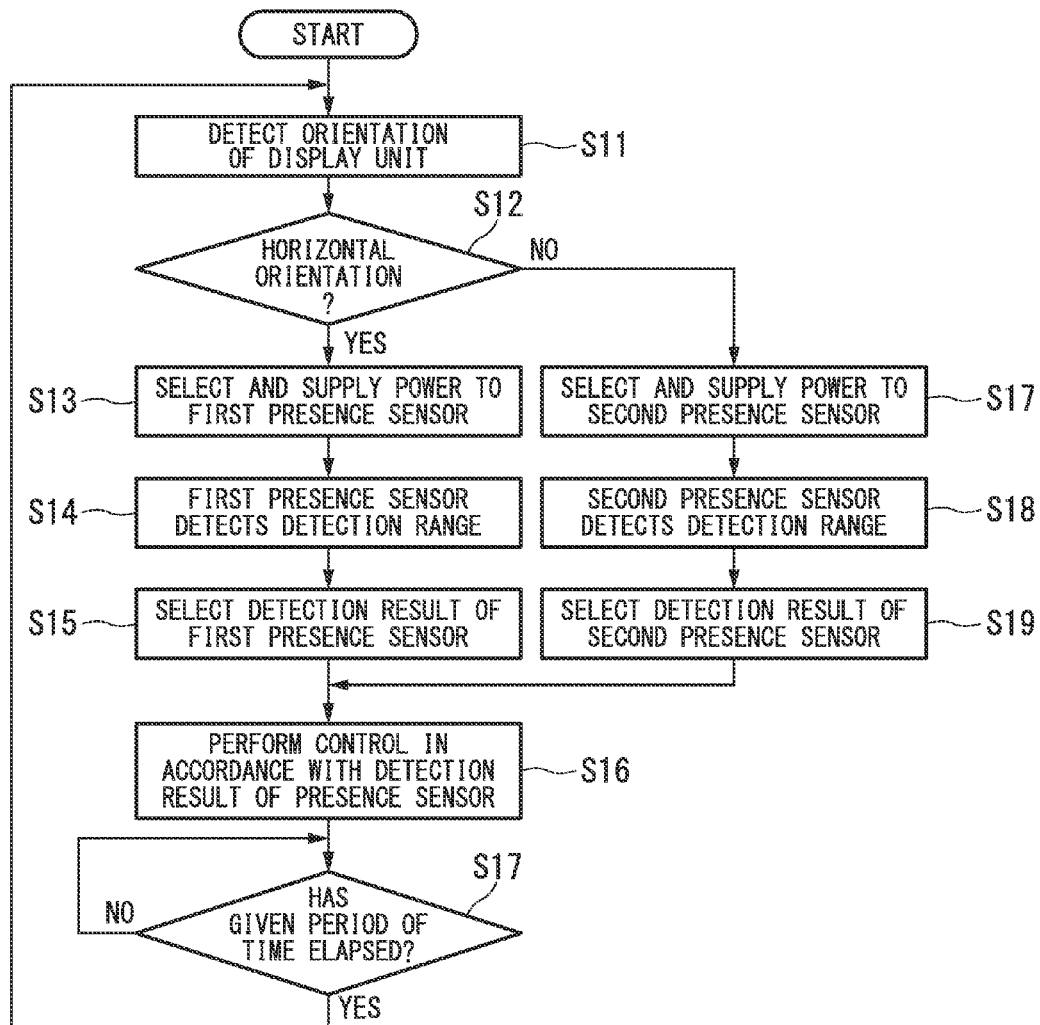 START
DETECT ORIENTATION
OF DISPLAY UNIT
S11
S12
HORIZONTAL
ORIENTATION
?
NO
YES
S13
SELECT AND SUPPLY POWER TO
FIRST PRESENCE SENSOR
SELECT AND SUPPLY POWER TO
SECOND PRESENCE SENSOR
S17
S14
FIRST PRESENCE SENSOR
DETECTS DETECTION RANGE
SECOND PRESENCE SENSOR
DETECTS DETECTION RANGE
S18
S15
SELECT DETECTION RESULT OF
FIRST PRESENCE SENSOR
SELECT DETECTION RESULT OF
SECOND PRESENCE SENSOR
S19
PERFORM CONTROL IN
ACCORDANCE WITH DETECTION
RESULT OF PRESENCE SENSOR
S16
S17
HAS
GIVEN PERIOD OF
TIME ELAPSED?
NO
YES